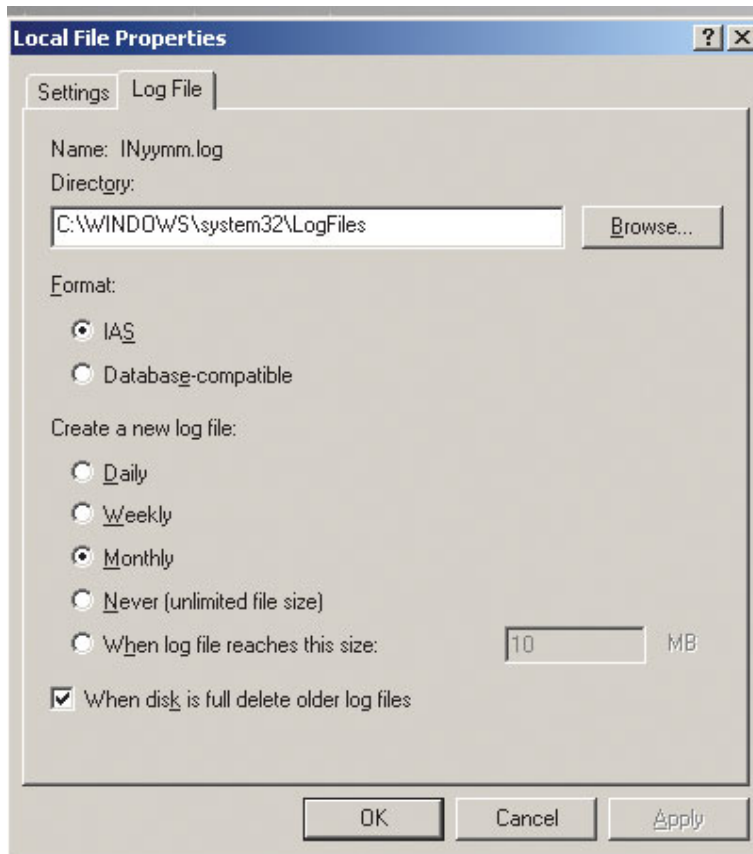 Local File Properties
? X
Settings Log File
Name: INyymm.log
Directory:
C:\WINDOWS\system32\LogFiles Browse...
Format:
IAS
Database-compatible
Create a new log file:
Daily
Weekly
Monthly
Never (unlimited file size)
When log file reaches this size: 10 MB
When disk is full delete older log files
OK Cancel Apply